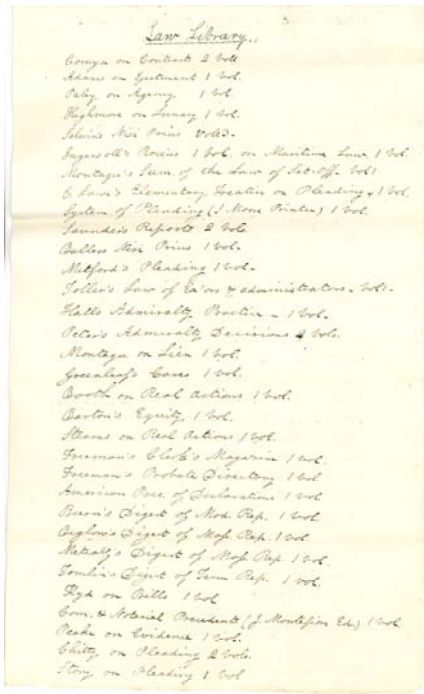 Law Library.
Comyn on Contracts 2 Vols
Adams on Ejectment 1 Vol.
Paley on Agency 1 Vol.
Highmore on Lunacy 1 Vol.
Selwin's Nisi Prius Vols 3.
Ingersoll's Roccus 1 Vol. on Maritime Law. 1 Vol.
Montagu's Sum. of the Law of Set-Off. Vol 1
E Lawe's Elementary Treatise on Pleading 1 Vol.
System of Pleading (J. Moore Printer) 1 Vol.
Saunders Reports 2 Vols.
Bullers Nisi Prius 1 Vol.
Mitford's Pleading 1 Vol.
Toller's Law of Ex'ors & administrators. Vol 1.
Halls Admiralty Practice - 1 Vol.
Peter's Admiralty Decisions 2 Vols.
Montagu on Lien 1 Vol.
Greenleaf's Cases 1 Vol.
Booth on Real Actions 1 Vol.
Barton's Equity 1 Vol.
Stearns on Real Actions 1 Vol.
Freeman's Clerk's Magazine 1 Vol.
Freeman's Probate Directory 1 Vol
American Prec. of Declarations 1 Vol
Digest of Mod. Rep. 1 Vol
Bigelow's Digest of Mass. Rep. 1 Vol
Metcalf's Digest of Mass Rep 1 Vol.
Tomlin's Digest of Term Rep. 1 Vol.
Kyd on Bills 1 Vol
Com. & Notarial Precedents (J. Montefiore Ed.) 1 Vol
Peake on Evidence 1 Vol.
Chitty on Pleading 2 Vols.
Story on Pleading 1 Vol